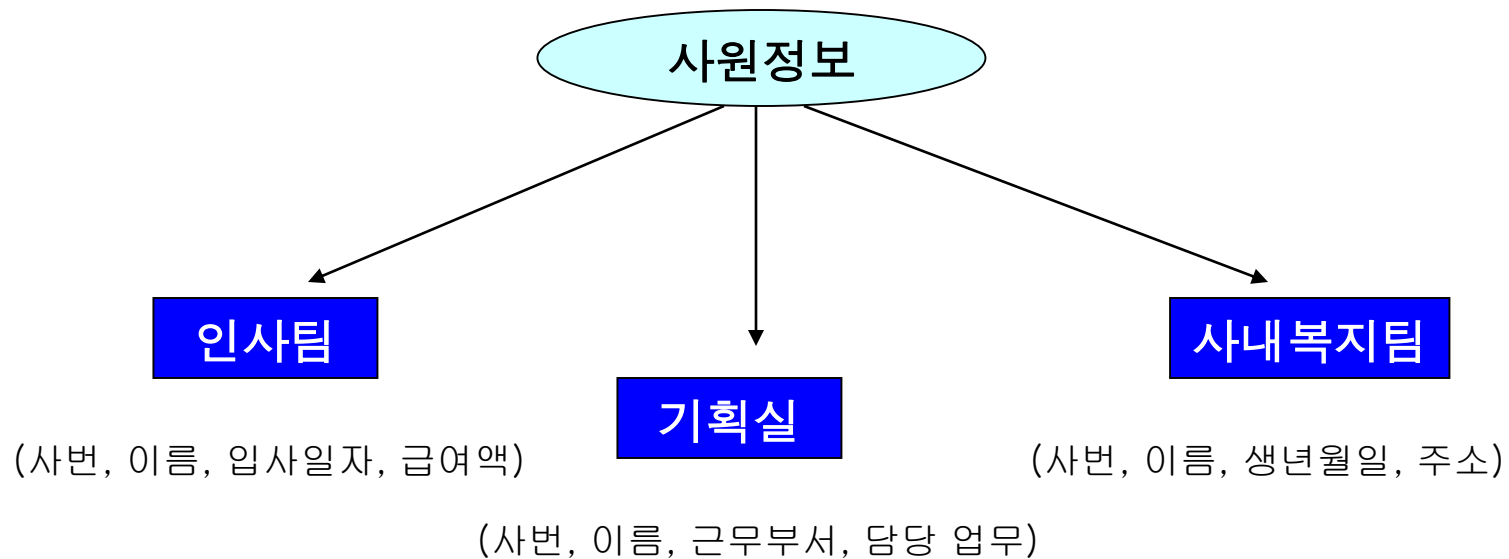 사원정보
인사팀
사내복지팀
기획실
(사번, 이름, 입사일자, 급여액)
(사번, 이름, 생년월일, 주소)
(사번, 이름, 근무부서, 담당 업무)